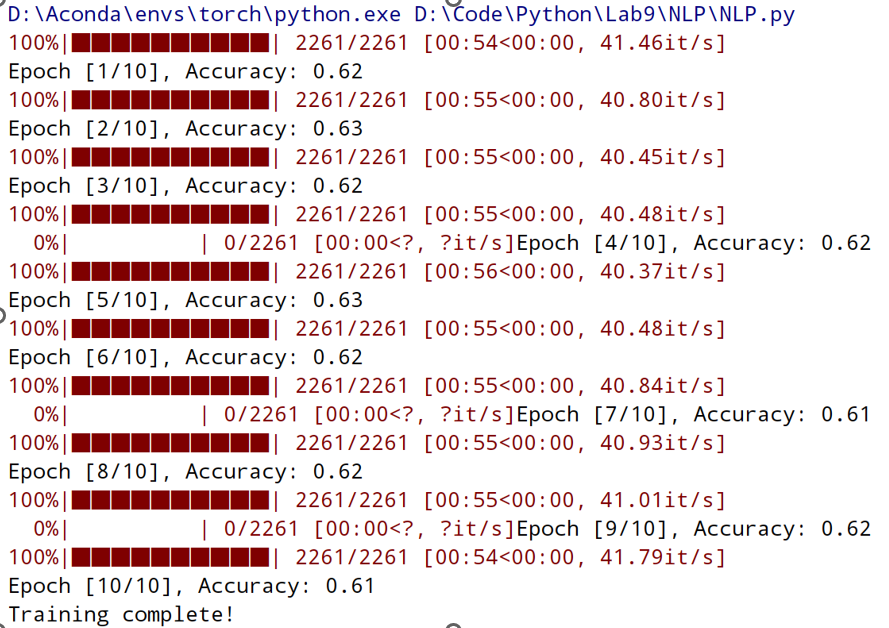 D:\Aconda\envs\torch\python.exe D:\Code\Python\Lab9\NLP\NLP.py
100%|██████████| 2261/2261 [00:54<00:00, 41.46it/s]
Epoch [1/10], Accuracy: 0.62
100%|██████████| 2261/2261 [00:55<00:00, 40.80it/s]
Epoch [2/10], Accuracy: 0.63
100%|██████████| 2261/2261 [00:55<00:00, 40.45it/s]
Epoch [3/10], Accuracy: 0.62
100%|██████████| 2261/2261 [00:55<00:00, 40.48it/s]
  0%|          | 0/2261 [00:00<?, ?it/s]Epoch [4/10], Accuracy: 0.62
100%|██████████| 2261/2261 [00:56<00:00, 40.37it/s]
Epoch [5/10], Accuracy: 0.63
100%|██████████| 2261/2261 [00:55<00:00, 40.48it/s]
Epoch [6/10], Accuracy: 0.62
100%|██████████| 2261/2261 [00:55<00:00, 40.84it/s]
  0%|          | 0/2261 [00:00<?, ?it/s]Epoch [7/10], Accuracy: 0.61
100%|██████████| 2261/2261 [00:55<00:00, 40.93it/s]
Epoch [8/10], Accuracy: 0.62
100%|██████████| 2261/2261 [00:55<00:00, 41.01it/s]
  0%|          | 0/2261 [00:00<?, ?it/s]Epoch [9/10], Accuracy: 0.62
100%|██████████| 2261/2261 [00:54<00:00, 41.79it/s]
Epoch [10/10], Accuracy: 0.61
Training complete!